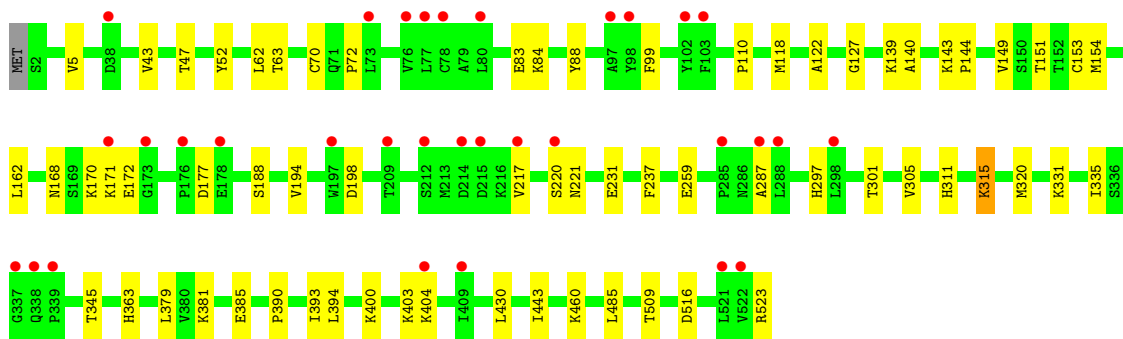 MET S2 V5 D38 V43 T47 Y52 L62 T63 C70 Q71 P72 L73 V76 L77 C78 A79 L80 E83 K84 Y88 A97 Y98 F99 Y102 F103 P110 M118 A122 G127 K139 A140 K143 P144 V149 S150 T151 T152 C153 M154
L162 N168 S169 K170 K171 E172 G173 P176 D177 E178 S188 V194 W197 D198 T209 S212 M213 D214 D215 K216 V217 S220 N221 E231 F237 E259 P285 N286 A287 L288 H297 L298 T301 V305 H311 K315 M320 K331 I335 S336
G337 Q338 P339 T345 H363 L379 V380 K381 E385 P390 I393 L394 K400 K403 K404 I409 L430 I443 K460 L485 T509 D516 L521 V522 R523